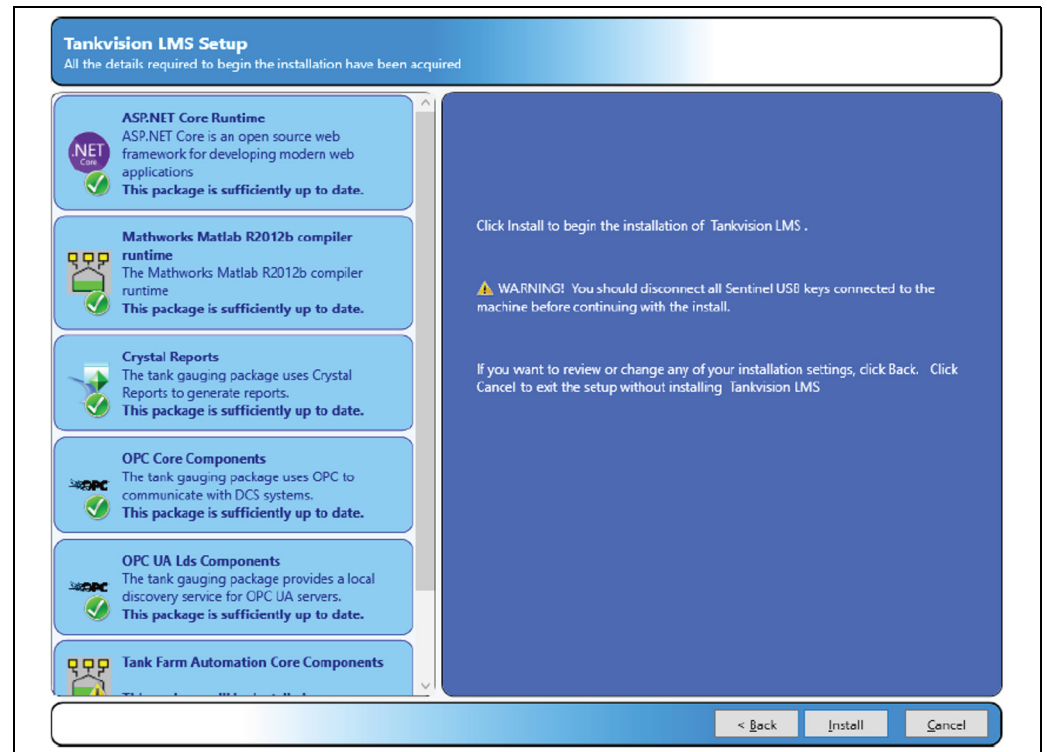 Tankvision LMS Setup
All the details required to begin the installation have been acquired
ASP.NET Core Runtime
ASP.NET Core is an open source web
framework for developing modern web
applications
This package is sufficiently up to date.
.NET
Core
Mathworks Matlab R2012b compiler
runtime
The Mathworks Matlab R2012b compiler
runtime
This package is sufficiently up to date.
Crystal Reports
The tank gauging package uses Crystal
Reports to generate reports.
This package is sufficiently up to date.
OPC Core Components
The tank gauging package uses OPC to
communicate with DCS systems.
This package is sufficiently up to date.
OPC
OPC UA Lds Components
The tank gauging package provides a local
discovery service for OPC UA servers.
This package is sufficiently up to date.
OPC
Tank Farm Automation Core Components
Click Install to begin the installation of Tankvision LMS .
WARNING! You should disconnect all Sentinel USB keys connected to the
machine before continuing with the install.
If you want to review or change any of your installation settings, click Back. Click
Cancel to exit the setup without installing Tankvision LMS
< Back
Install
Cancel